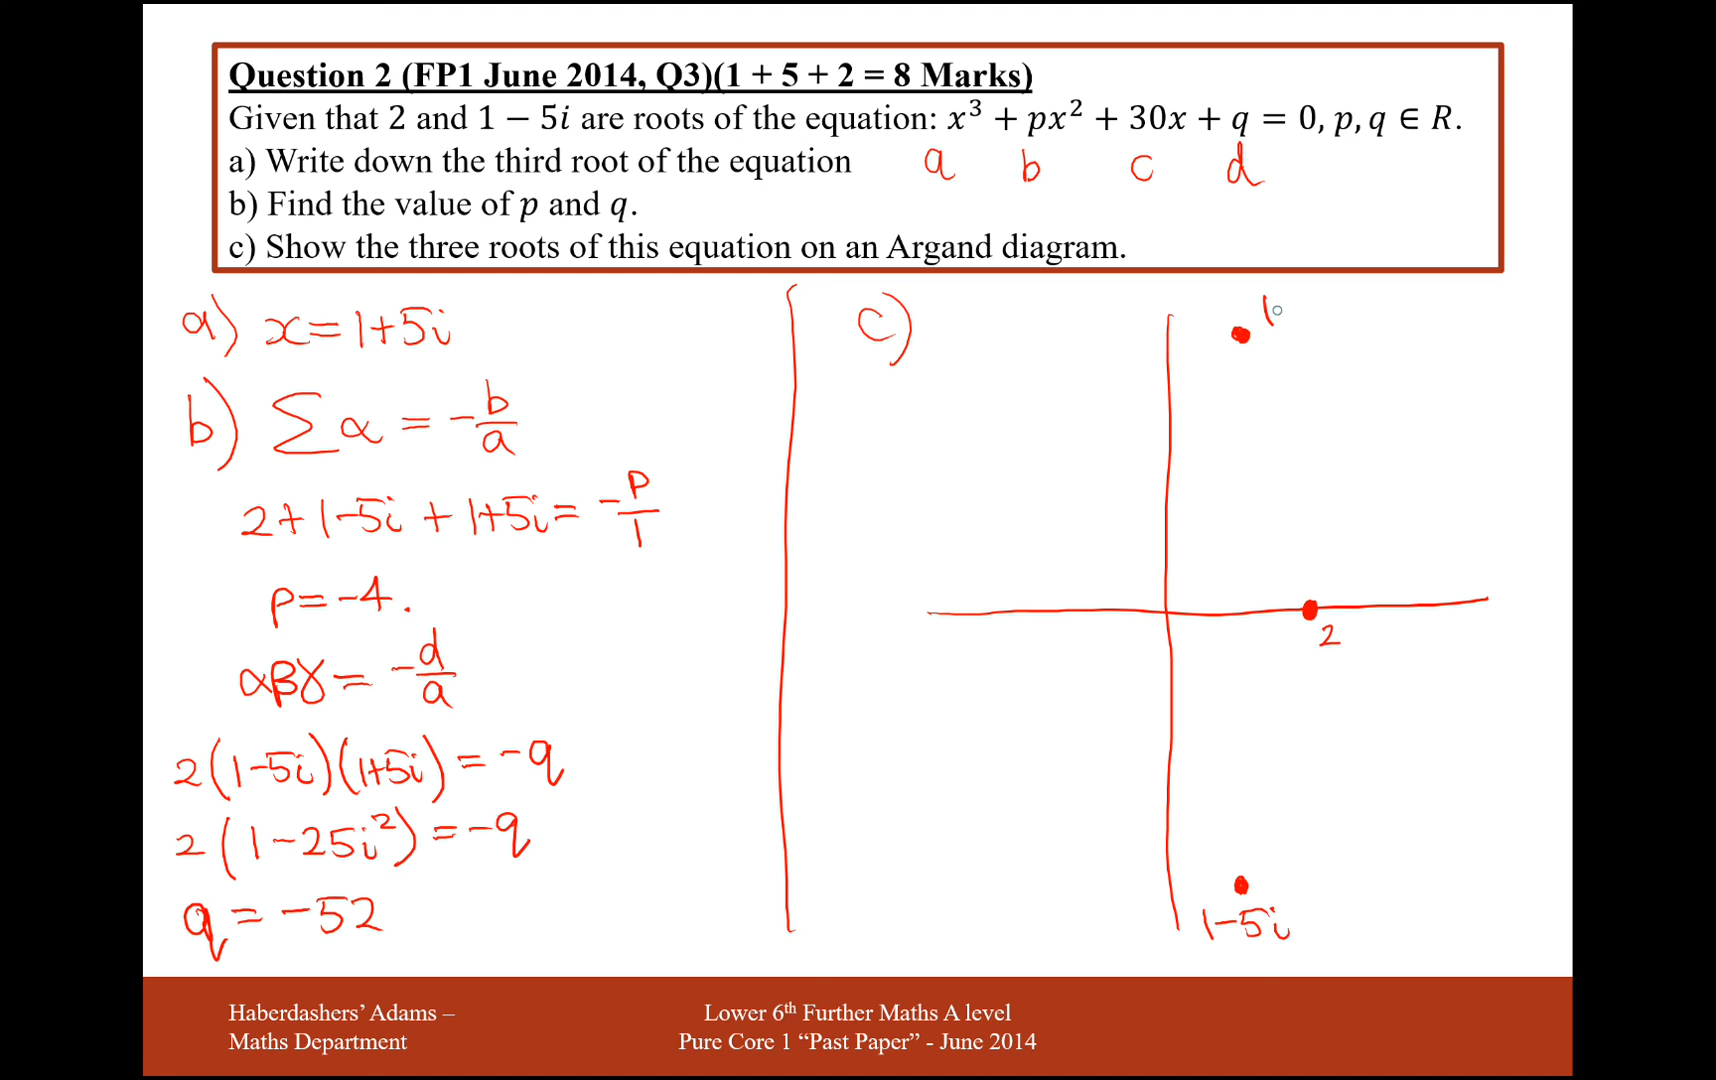 Question 2 (FP1 June 2014, Q3)(1 + 5 + 2 = 8 Marks)
Given that 2 and 1 − 5i are roots of the equation: x³ + px² + 30x + q = 0, p, q ∈ R.
a) Write down the third root of the equation
a b c d
b) Find the value of p and q.
c) Show the three roots of this equation on an Argand diagram.
a) x=1+5i
b) Σα = -b/a
2+1-5i + 1+5i = -p/1
p=-4.
αβγ = -d/a
2(1-5i)(1+5i) = -q
2(1-25i²) = -q
q = -52
c)
1
2
1-5i
Haberdashers’ Adams –
Maths Department
Lower 6th Further Maths A level
Pure Core 1 “Past Paper” - June 2014